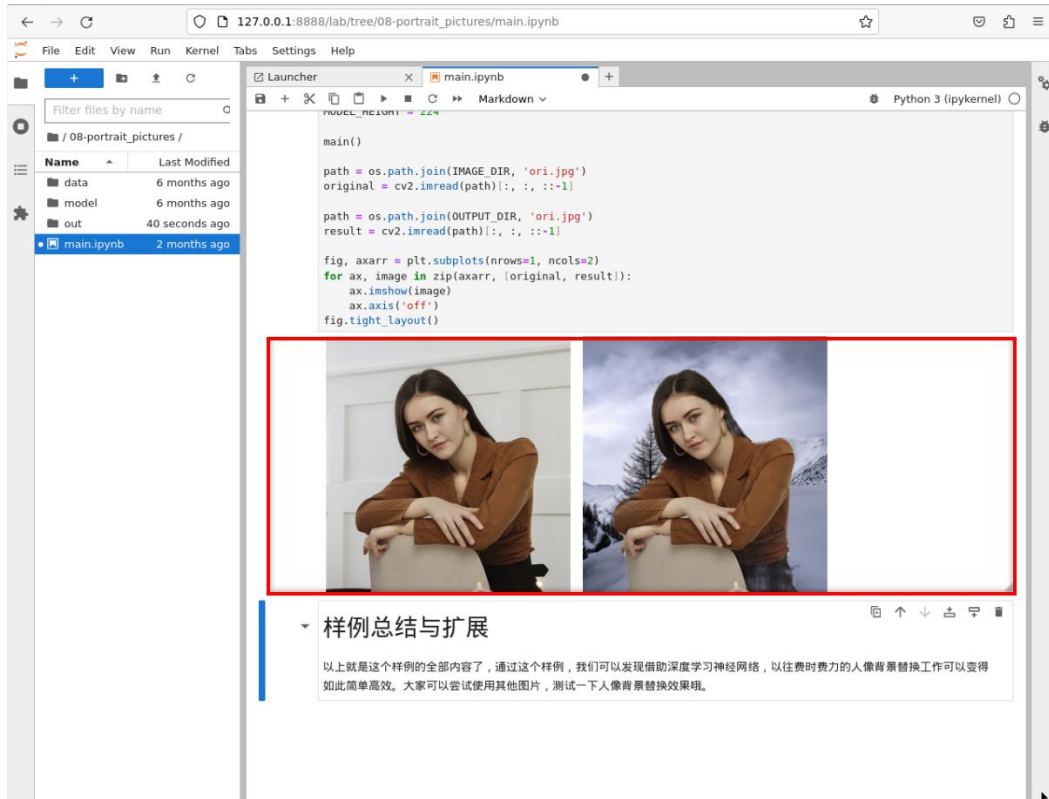 127.0.0.1:8888/lab/tree/08-portrait_pictures/main.ipynb
File Edit View Run Kernel Tabs Settings Help
+
Filter files by name
/ 08-portrait_pictures /
Name Last Modified
data 6 months ago
model 6 months ago
out 40 seconds ago
main.ipynb 2 months ago
Launcher
main.ipynb
Markdown
Python 3 (ipykernel)
MODEL_HEIGHT = 224
main()
path = os.path.join(IMAGE_DIR, 'ori.jpg')
original = cv2.imread(path)[:, :, ::-1]
path = os.path.join(OUTPUT_DIR, 'ori.jpg')
result = cv2.imread(path)[:, :, ::-1]
fig, axarr = plt.subplots(nrows=1, ncols=2)
for ax, image in zip(axarr, [original, result]):
    ax.imshow(image)
    ax.axis('off')
fig.tight_layout()
样例总结与扩展
以上就是这个样例的全部内容了，通过这个样例，我们可以发现借助深度学习神经网络，以往费时费力的人像背景替换工作可以变得
如此简单高效。大家可以尝试使用其他图片，测试一下人像背景替换效果哦。